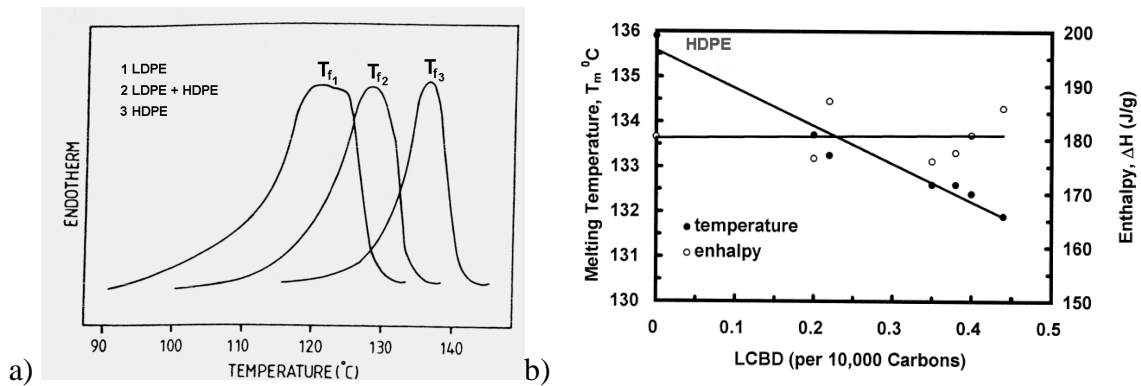 1 LDPE
2 LDPE + HDPE
3 HDPE
Tf1
Tf2
Tf3
ENDOTHERM
90 100 110 120 130 140
TEMPERATURE (°C)
a)
HDPE
136
135
134
133
132
131
130
Melting Temperature, Tm ⁰C
temperature
enhalpy
200
190
180
170
160
150
Enthalpy, ΔH (J/g)
0 0.1 0.2 0.3 0.4 0.5
LCBD (per 10,000 Carbons)
b)